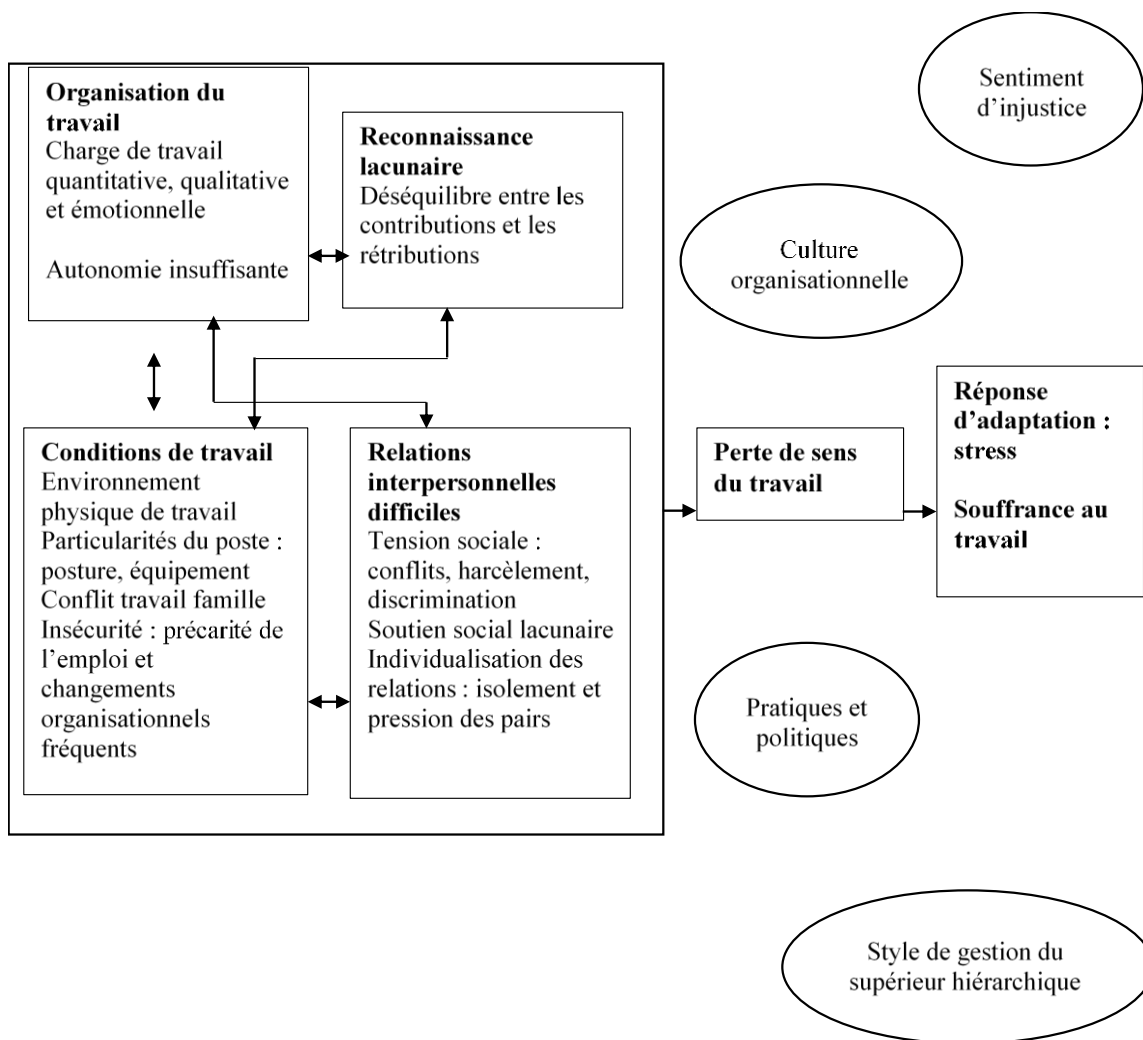 Organisation du
travail
Charge de travail
quantitative, qualitative
et émotionnelle
Autonomie insuffisante
Reconnaissance
lacunaire
Déséquilibre entre les
contributions et les
rétributions
Sentiment
d’injustice
Culture
organisationnelle
Conditions de travail
Environnement
physique de travail
Particularités du poste :
posture, équipement
Conflit travail famille
Insécurité : précarité de
l’emploi et
changements
organisationnels
fréquents
Relations
interpersonnelles
difficiles
Tension sociale :
conflits, harcèlement,
discrimination
Soutien social lacunaire
Individualisation des
relations : isolement et
pression des pairs
Perte de sens
du travail
Réponse
d’adaptation :
stress
Souffrance au
travail
Pratiques et
politiques
Style de gestion du
supérieur hiérarchique